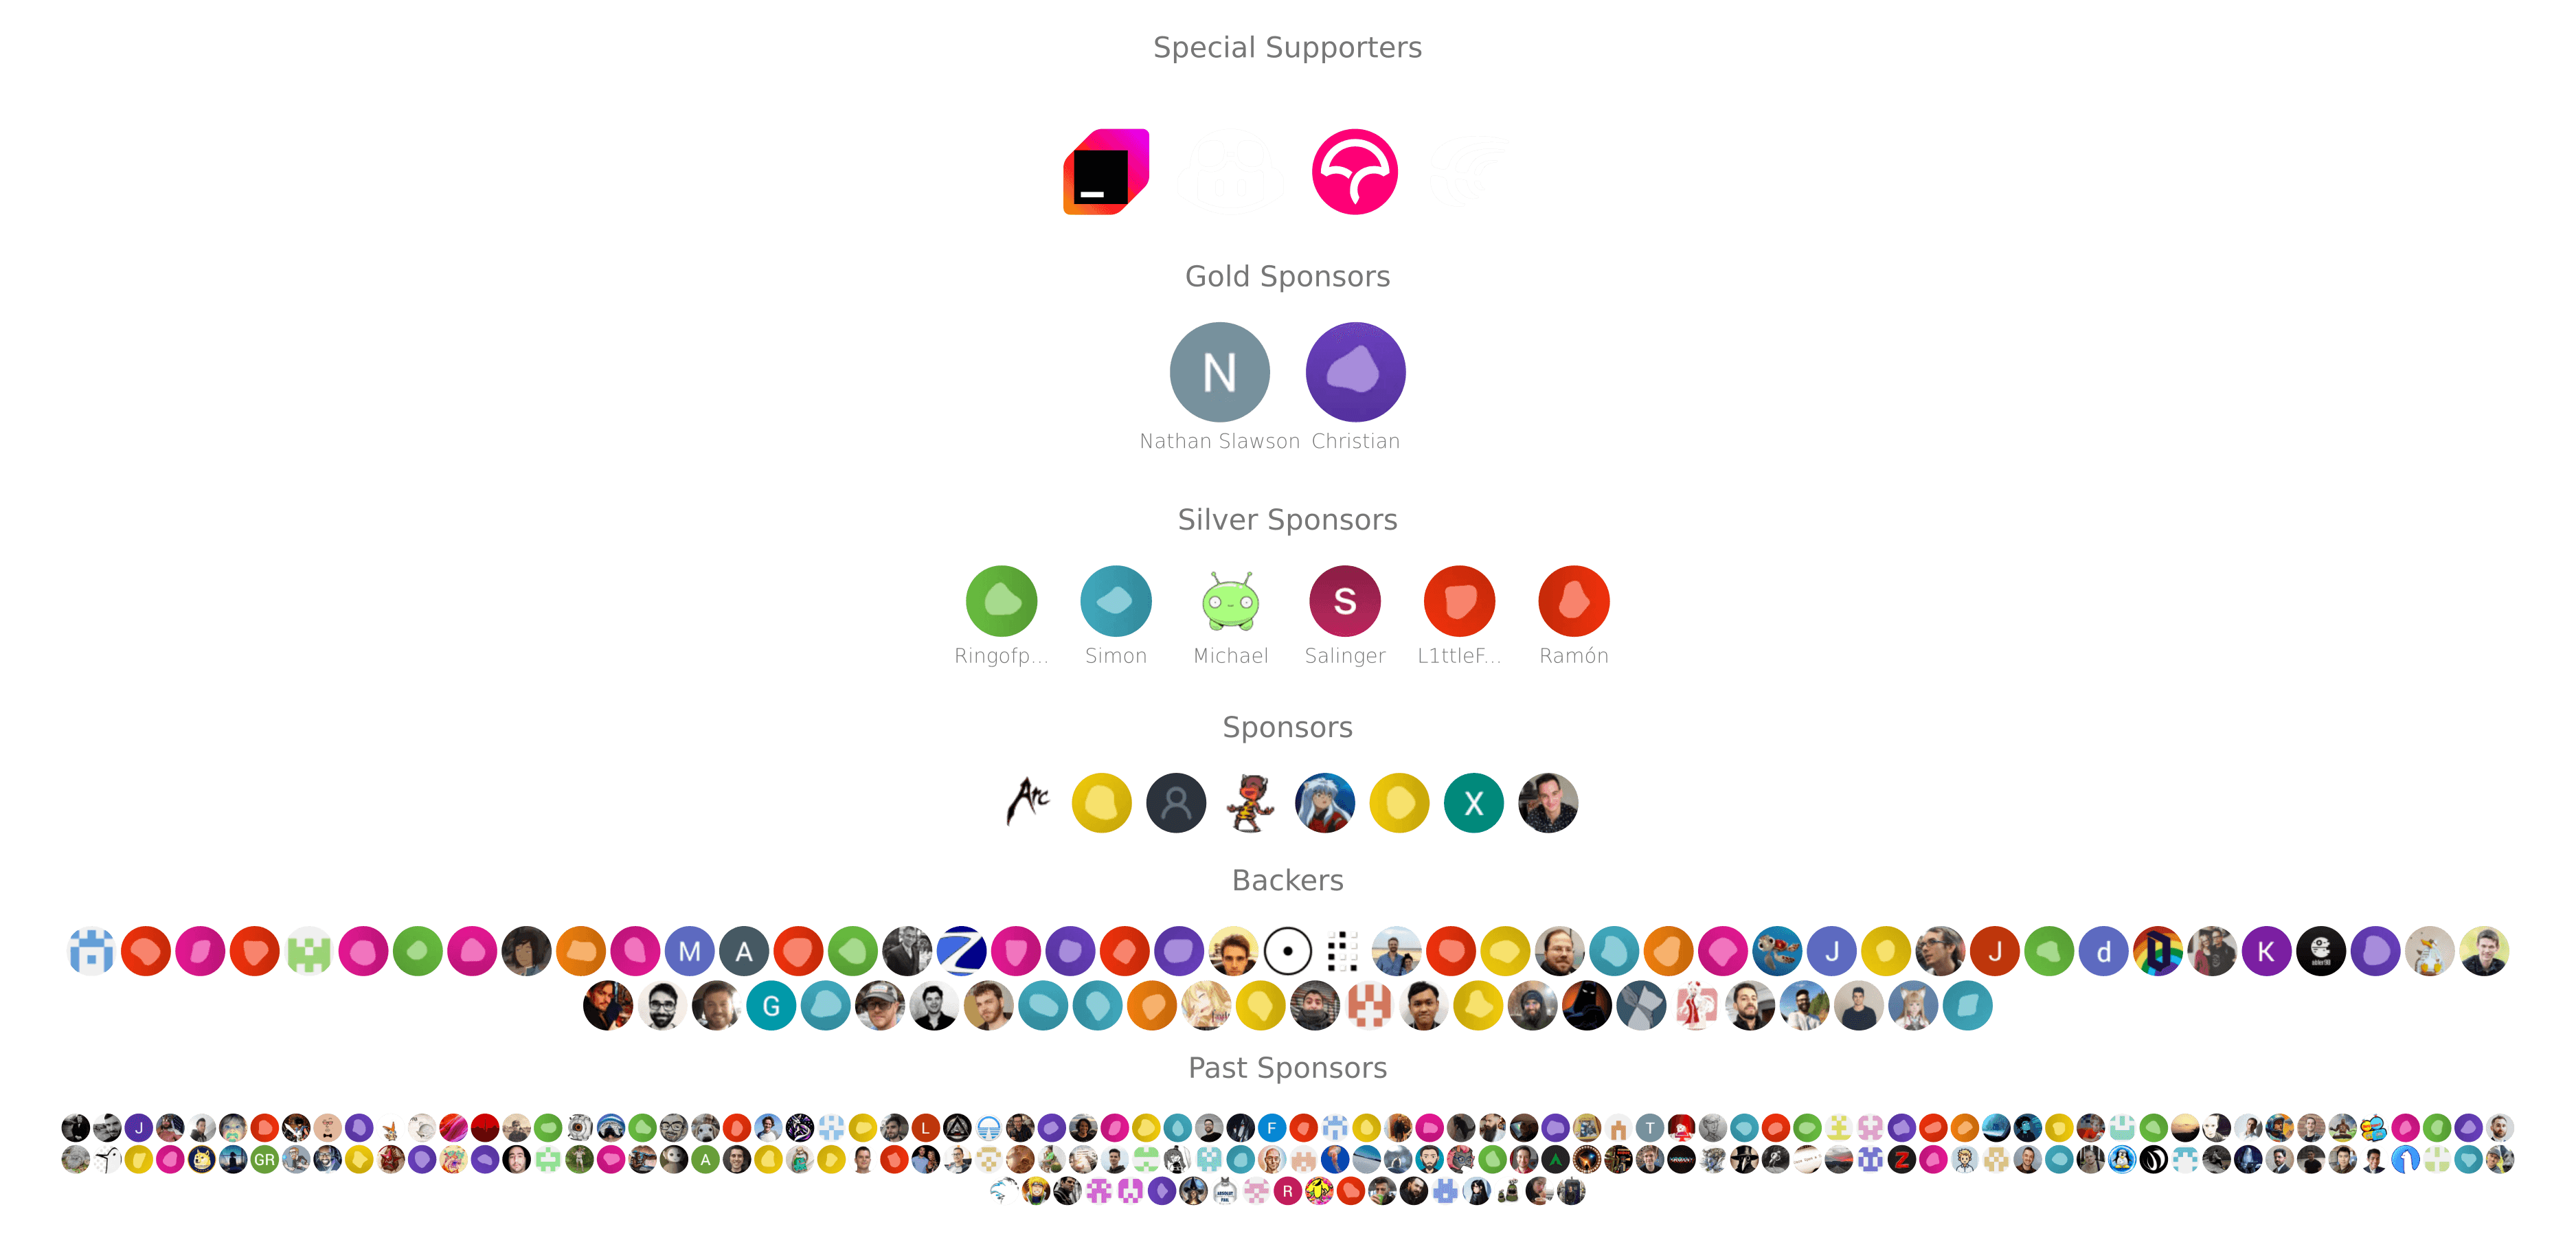 Special Supporters
Gold Sponsors
N
Nathan Slawson Christian
Silver Sponsors
S
Ringofp... Simon Michael Salinger L1ttleF... Ramón
Sponsors
Arc X
Backers
M A J J d K
G
Past Sponsors
J L F T
GR A
R